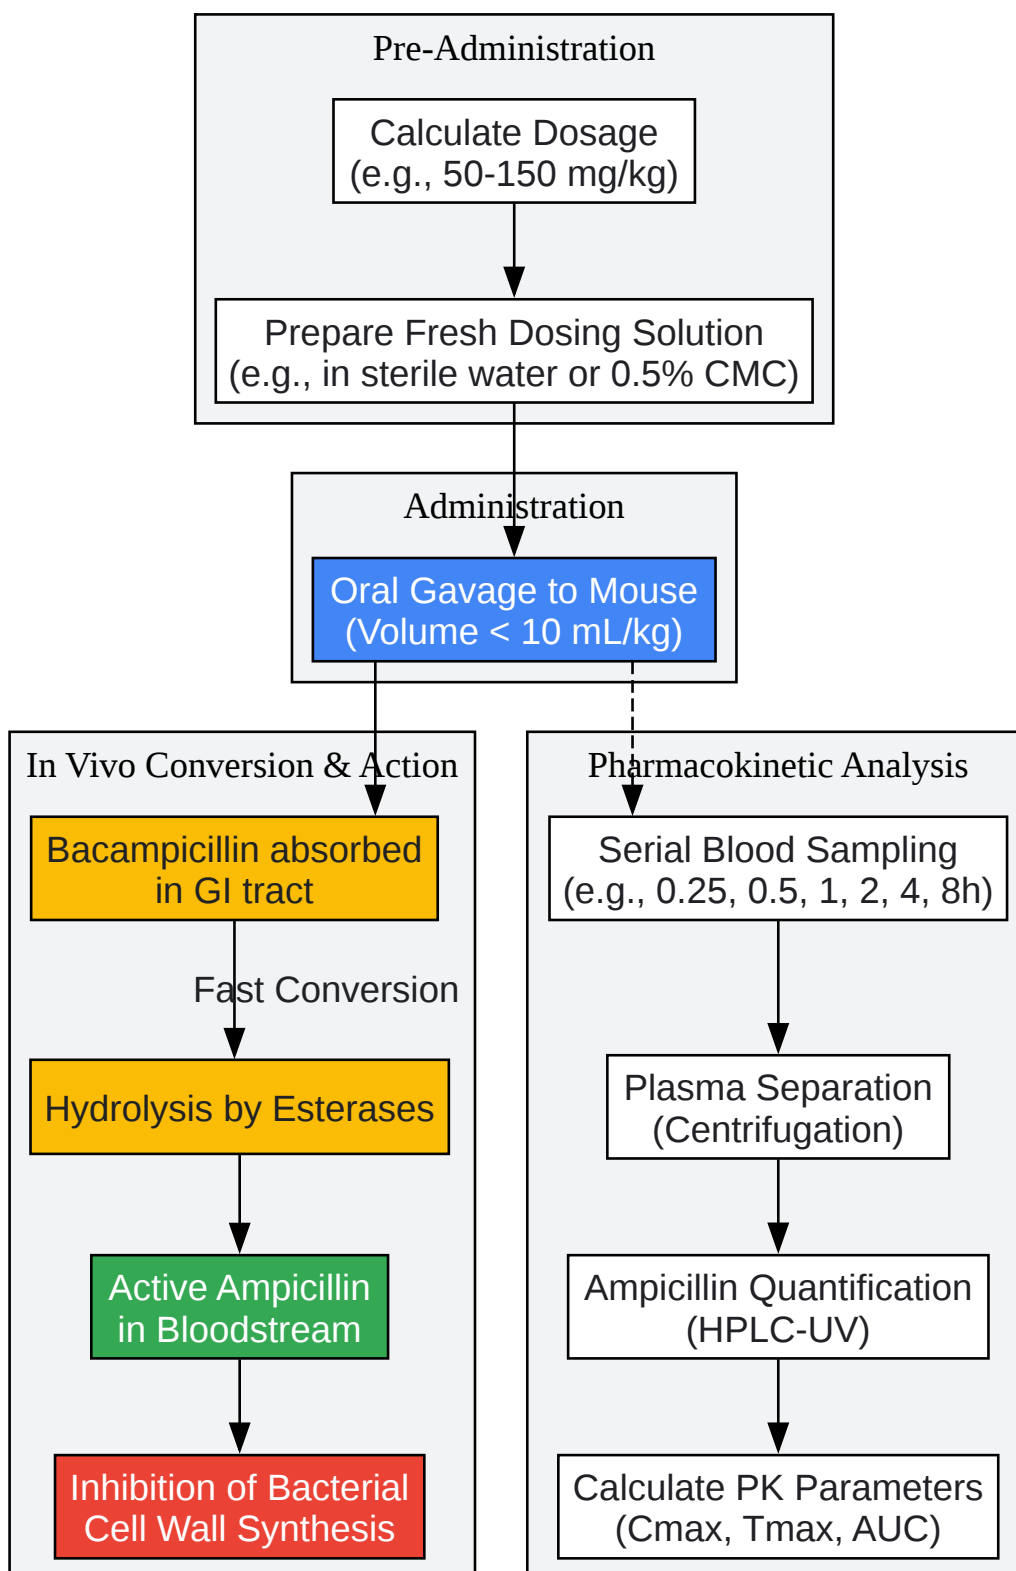 Pre-Administration
Calculate Dosage
(e.g., 50-150 mg/kg)
Prepare Fresh Dosing Solution
(e.g., in sterile water or 0.5% CMC)
Administration
Oral Gavage to Mouse
(Volume < 10 mL/kg)
In Vivo Conversion & Action
Bacampicillin absorbed
in GI tract
Fast Conversion
Hydrolysis by Esterases
Active Ampicillin
in Bloodstream
Inhibition of Bacterial
Cell Wall Synthesis
Pharmacokinetic Analysis
Serial Blood Sampling
(e.g., 0.25, 0.5, 1, 2, 4, 8h)
Plasma Separation
(Centrifugation)
Ampicillin Quantification
(HPLC-UV)
Calculate PK Parameters
(Cmax, Tmax, AUC)